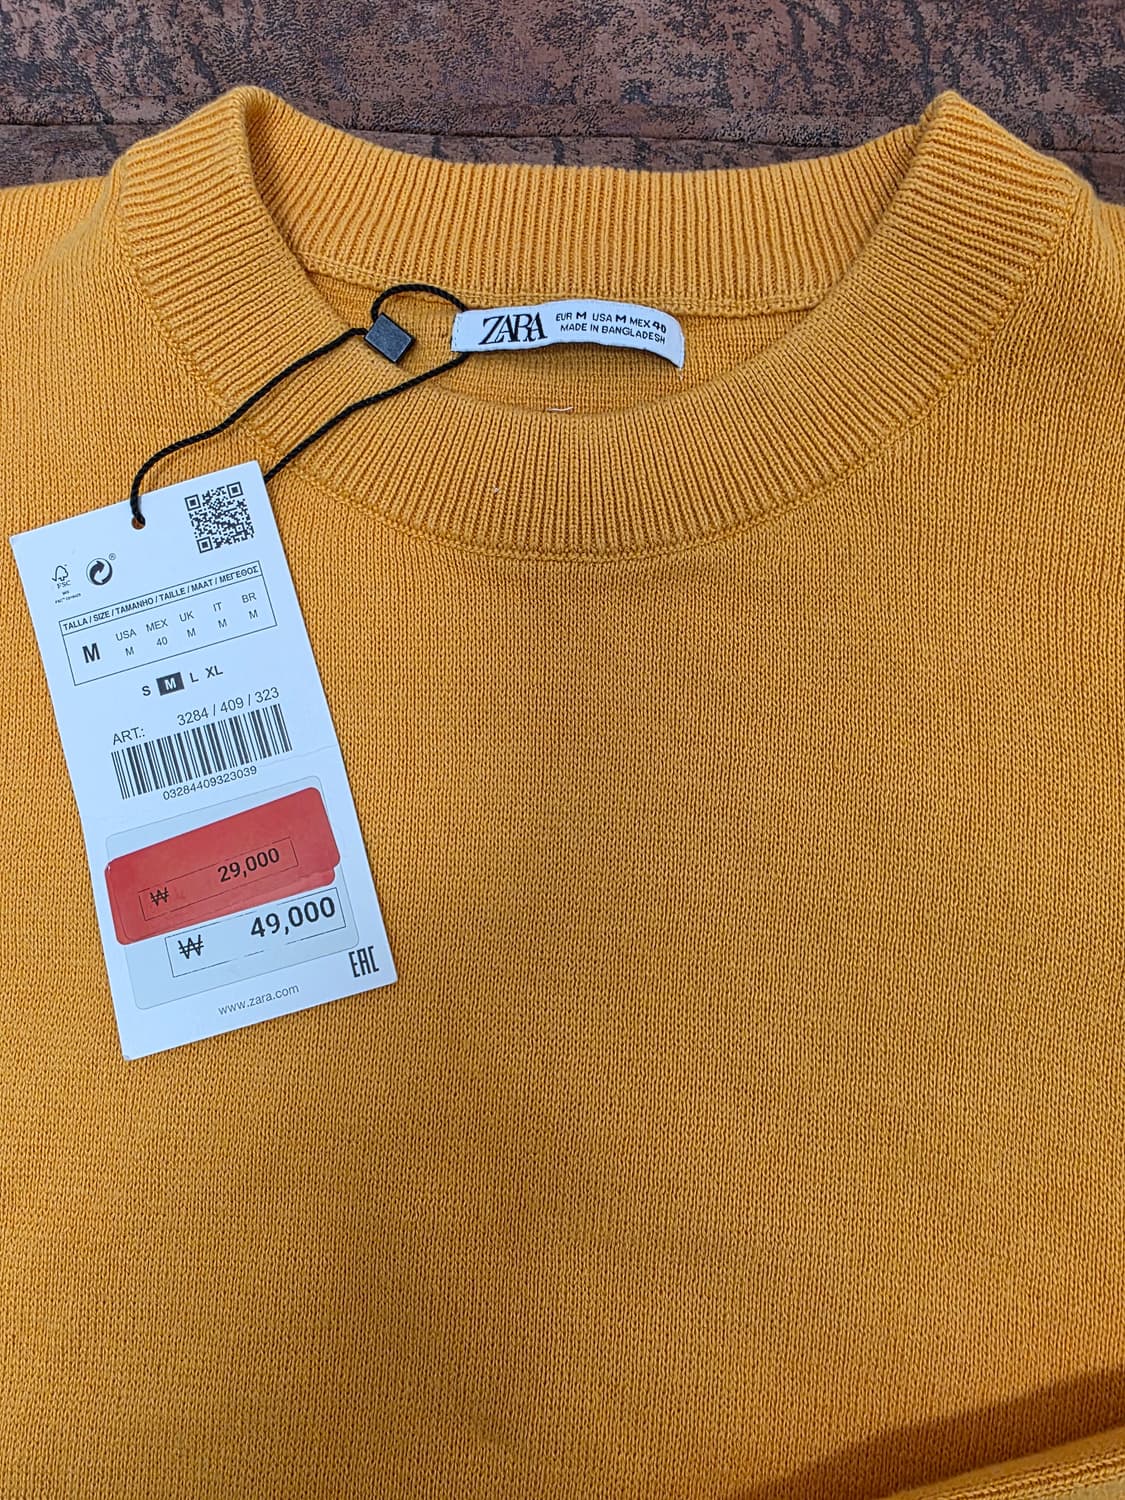 ZARA
EUR M USA M MEX 40
MADE IN BANGLADESH
FSC
TALLA / SIZE / TAMANHO / TAILLE / MAAT / ΜΕΓΕΘΟΣ
M USA MEX UK IT BR
M 40 M M M
S M L XL
ART.: 3284 / 409 / 323
03284409323039
₩ 29,000
₩ 49,000
EAC
www.zara.com